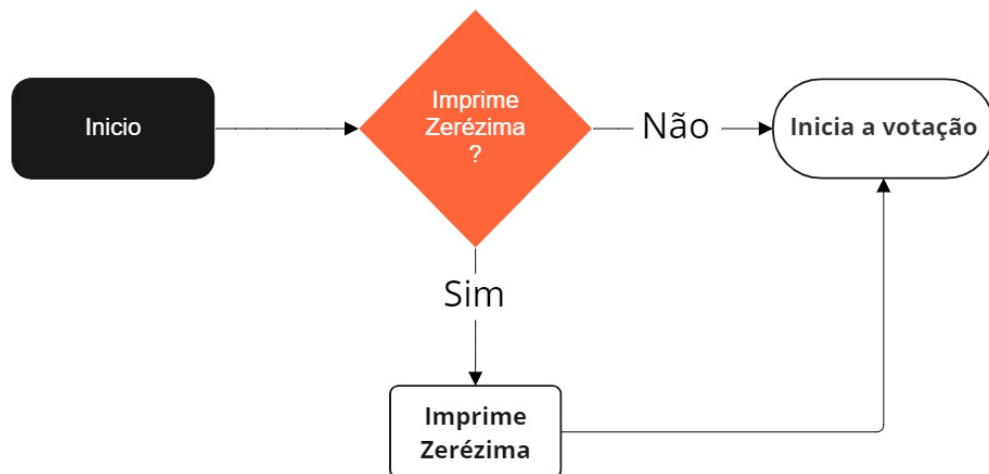 Inicio
Imprime
Zerézima
?
Não
Inicia a votação
Sim
Imprime
Zerézima